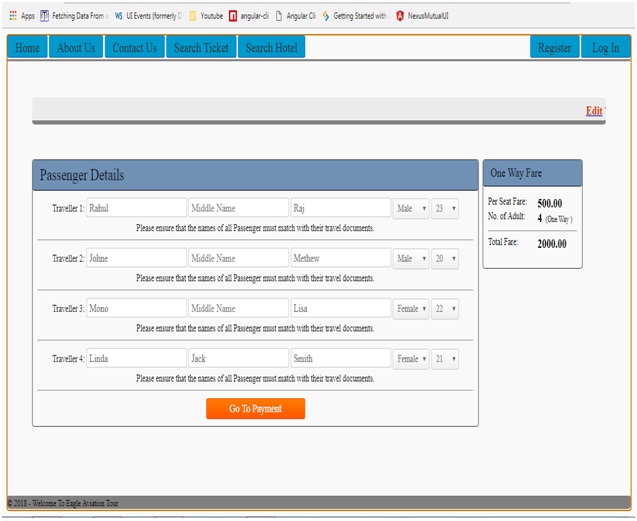 Apps Fetching Data From UI Events (formerly D Youtube angular-cli Angular Cli Getting Started with NexusMutualUI
Home About Us Contact Us Search Ticket Search Hotel Register Log In
Edit
Passenger Details
Traveller 1: Rahul Middle Name Raj Male 23
Please ensure that the names of all Passenger must match with their travel documents.
Traveller 2: Johne Middle Name Methew Male 20
Please ensure that the names of all Passenger must match with their travel documents.
Traveller 3: Mono Middle Name Lisa Female 22
Please ensure that the names of all Passenger must match with their travel documents.
Traveller 4: Linda Jack Smith Female 21
Please ensure that the names of all Passenger must match with their travel documents.
Go To Payment
One Way Fare
Per Seat Fare: 500.00
No. of Adult: 4 (One Way )
Total Fare: 2000.00
© 2018 - Welcome To Eagle Aviation Tour